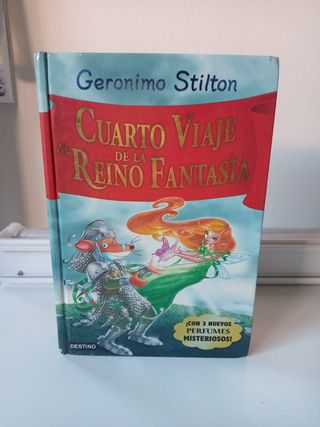 Geronimo Stilton
CUARTO VIAJE
AL REINO DE LA FANTASÍA
¡CON 3 NUEVOS
PERFUMES
MISTERIOSOS!
DESTINO